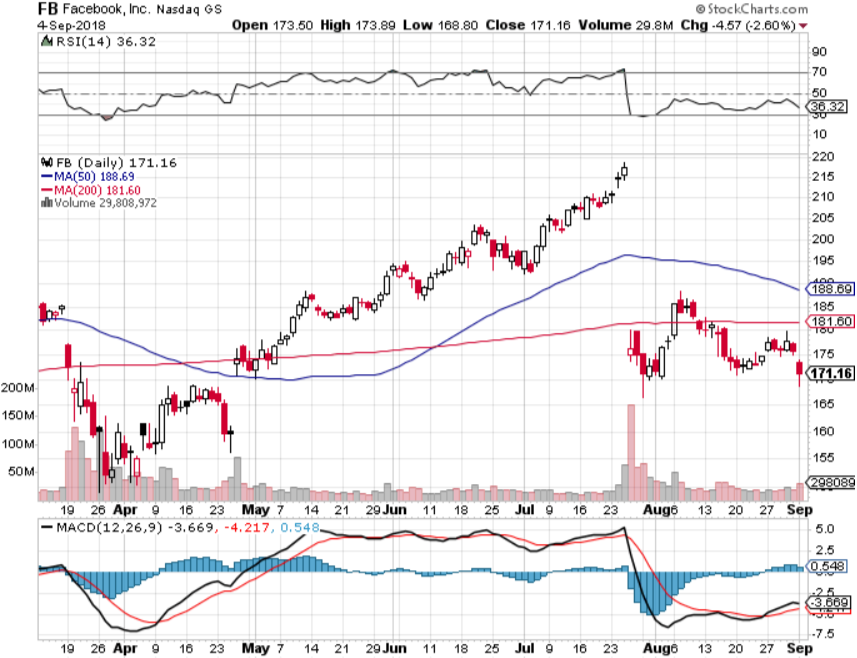 FB Facebook, Inc. Nasdaq GS © StockCharts.com
4-Sep-2018 Open 173.50 High 173.89 Low 168.80 Close 171.16 Volume 29.8M Chg -4.57 (-2.60%)
RSI(14) 36.32
90
70
50
36.32
30
10
FB (Daily) 171.16
MA(50) 188.69
MA(200) 181.60
Volume 29,808,972
220
215
210
205
200
195
190
188.69
185
181.60
180
175
171.16
170
165
160
155
298089
200M
150M
100M
50M
19 26 Apr 9 16 23 May 7 14 21 29 Jun 11 18 25 Jul 9 16 23 Aug 6 13 20 27 Sep
MACD(12,26,9) -3.669, -4.217, 0.548
5.0
2.5
0.548
-2.5
-3.669
-7.5
19 26 Apr 9 16 23 May 7 14 21 29 Jun 11 18 25 Jul 9 16 23 Aug 6 13 20 27 Sep